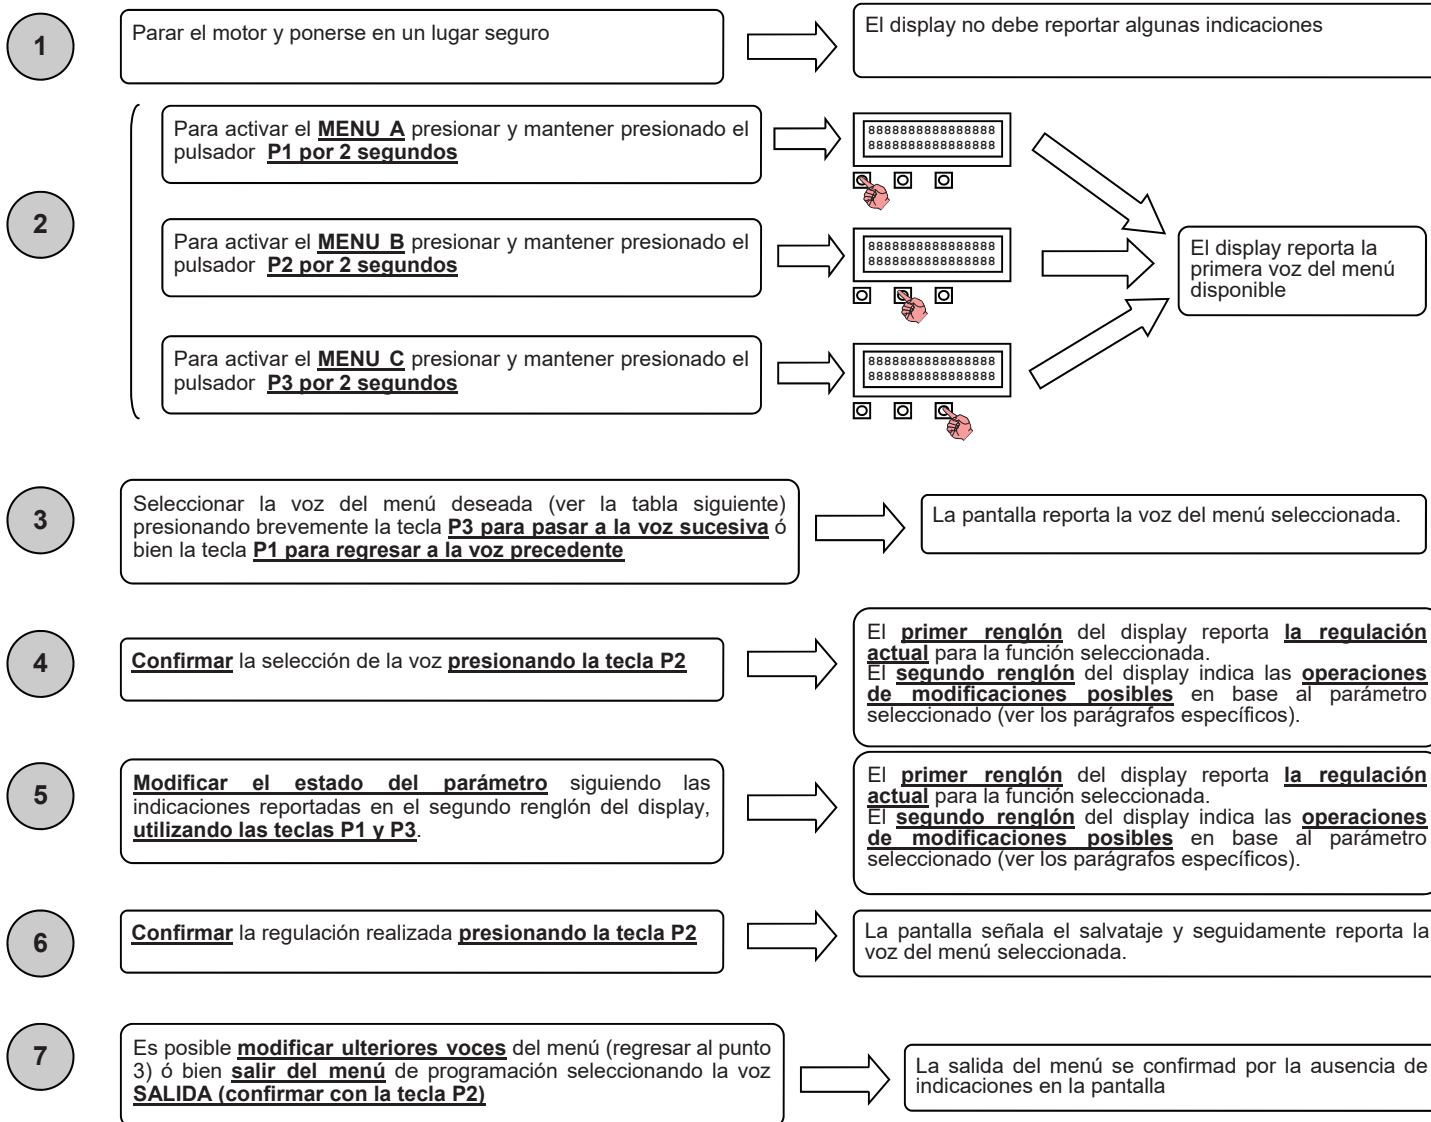 1
Parar el motor y ponerse en un lugar seguro
El display no debe reportar algunas indicaciones
2
Para activar el MENU A presionar y mantener presionado el
pulsador P1 por 2 segundos
8888888888888888
8888888888888888
Para activar el MENU B presionar y mantener presionado el
pulsador P2 por 2 segundos
8888888888888888
8888888888888888
Para activar el MENU C presionar y mantener presionado el
pulsador P3 por 2 segundos
8888888888888888
8888888888888888
El display reporta la
primera voz del menú
disponible
3
Seleccionar la voz del menú deseada (ver la tabla siguiente)
presionando brevemente la tecla P3 para pasar a la voz sucesiva ó
bien la tecla P1 para regresar a la voz precedente
La pantalla reporta la voz del menú seleccionada.
4
Confirmar la selección de la voz presionando la tecla P2
El primer renglón del display reporta la regulación
actual para la función seleccionada.
El segundo renglón del display indica las operaciones
de modificaciones posibles en base al parámetro
seleccionado (ver los parágrafos específicos).
5
Modificar el estado del parámetro siguiendo las
indicaciones reportadas en el segundo renglón del display,
utilizando las teclas P1 y P3.
El primer renglón del display reporta la regulación
actual para la función seleccionada.
El segundo renglón del display indica las operaciones
de modificaciones posibles en base al parámetro
seleccionado (ver los parágrafos específicos).
6
Confirmar la regulación realizada presionando la tecla P2
La pantalla señala el salvataje y seguidamente reporta la
voz del menú seleccionada.
7
Es posible modificar ulteriores voces del menú (regresar al punto
3) ó bien salir del menú de programación seleccionando la voz
SALIDA (confirmar con la tecla P2)
La salida del menú se confirmad por la ausencia de
indicaciones en la pantalla